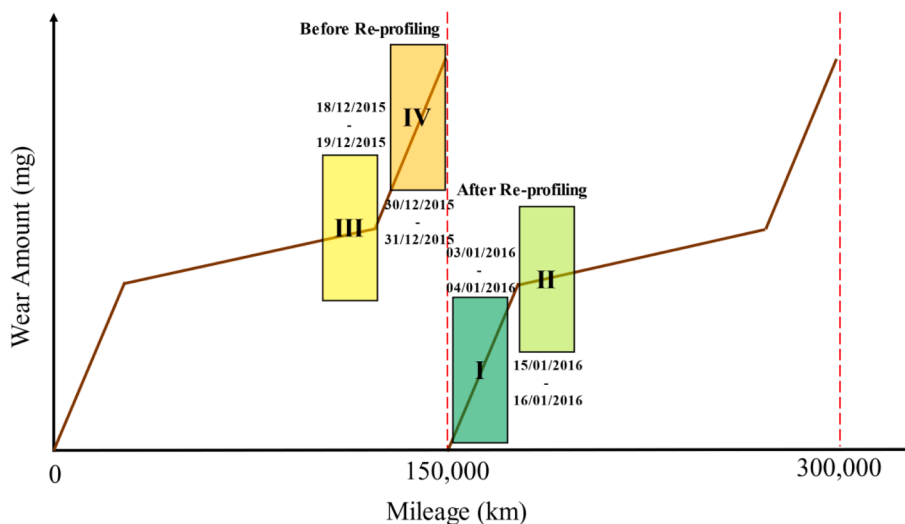 Before Re-profiling
18/12/2015
-
19/12/2015
IV
III
30/12/2015
-
31/12/2015
After Re-profiling
03/01/2016
-
04/01/2016
II
I
15/01/2016
-
16/01/2016
Wear Amount (mg)
0
150,000
300,000
Mileage (km)